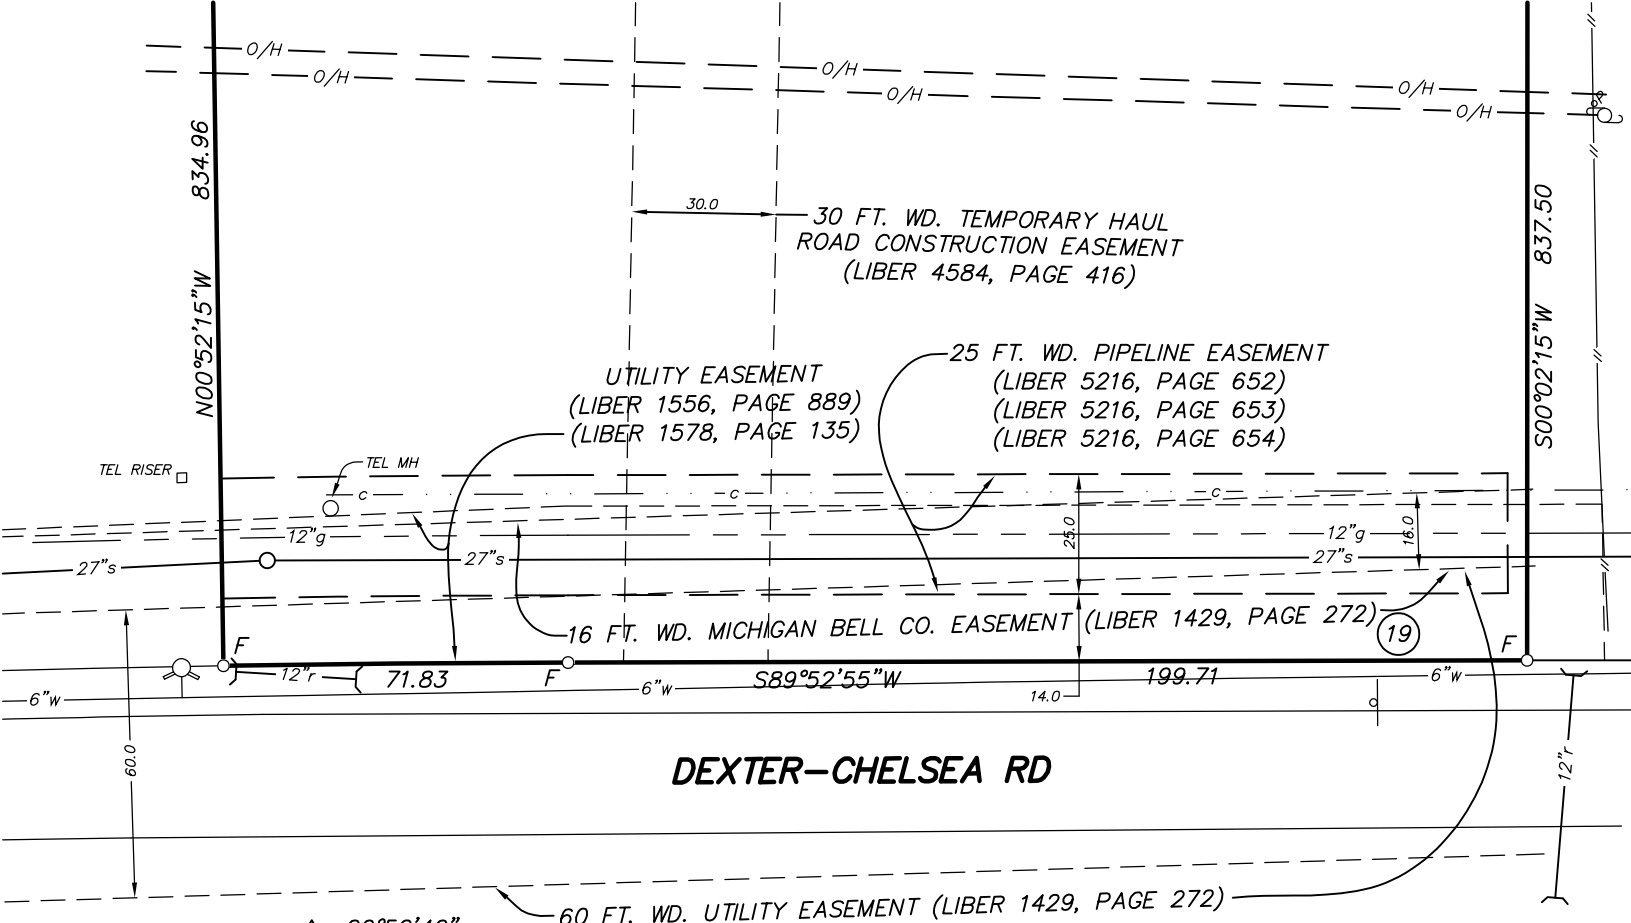 O/H
O/H
O/H
O/H
O/H
O/H
834.96
N00°52'15"W
30.0
30 FT. WD. TEMPORARY HAUL
ROAD CONSTRUCTION EASEMENT
(LIBER 4584, PAGE 416)
837.50
S00°02'15"W
UTILITY EASEMENT
(LIBER 1556, PAGE 889)
(LIBER 1578, PAGE 135)
25 FT. WD. PIPELINE EASEMENT
(LIBER 5216, PAGE 652)
(LIBER 5216, PAGE 653)
(LIBER 5216, PAGE 654)
TEL RISER
TEL MH
c
c
c
12"g
12"g
25.0
16.0
27"s
27"s
27"s
16 FT. WD. MICHIGAN BELL CO. EASEMENT (LIBER 1429, PAGE 272)
19
F
F
F
12"r
71.83
6"w
S89°52'55"W
199.71
6"w
6"w
14.0
60.0
DEXTER-CHELSEA RD
12"r
60 FT. WD. UTILITY EASEMENT (LIBER 1429, PAGE 272)